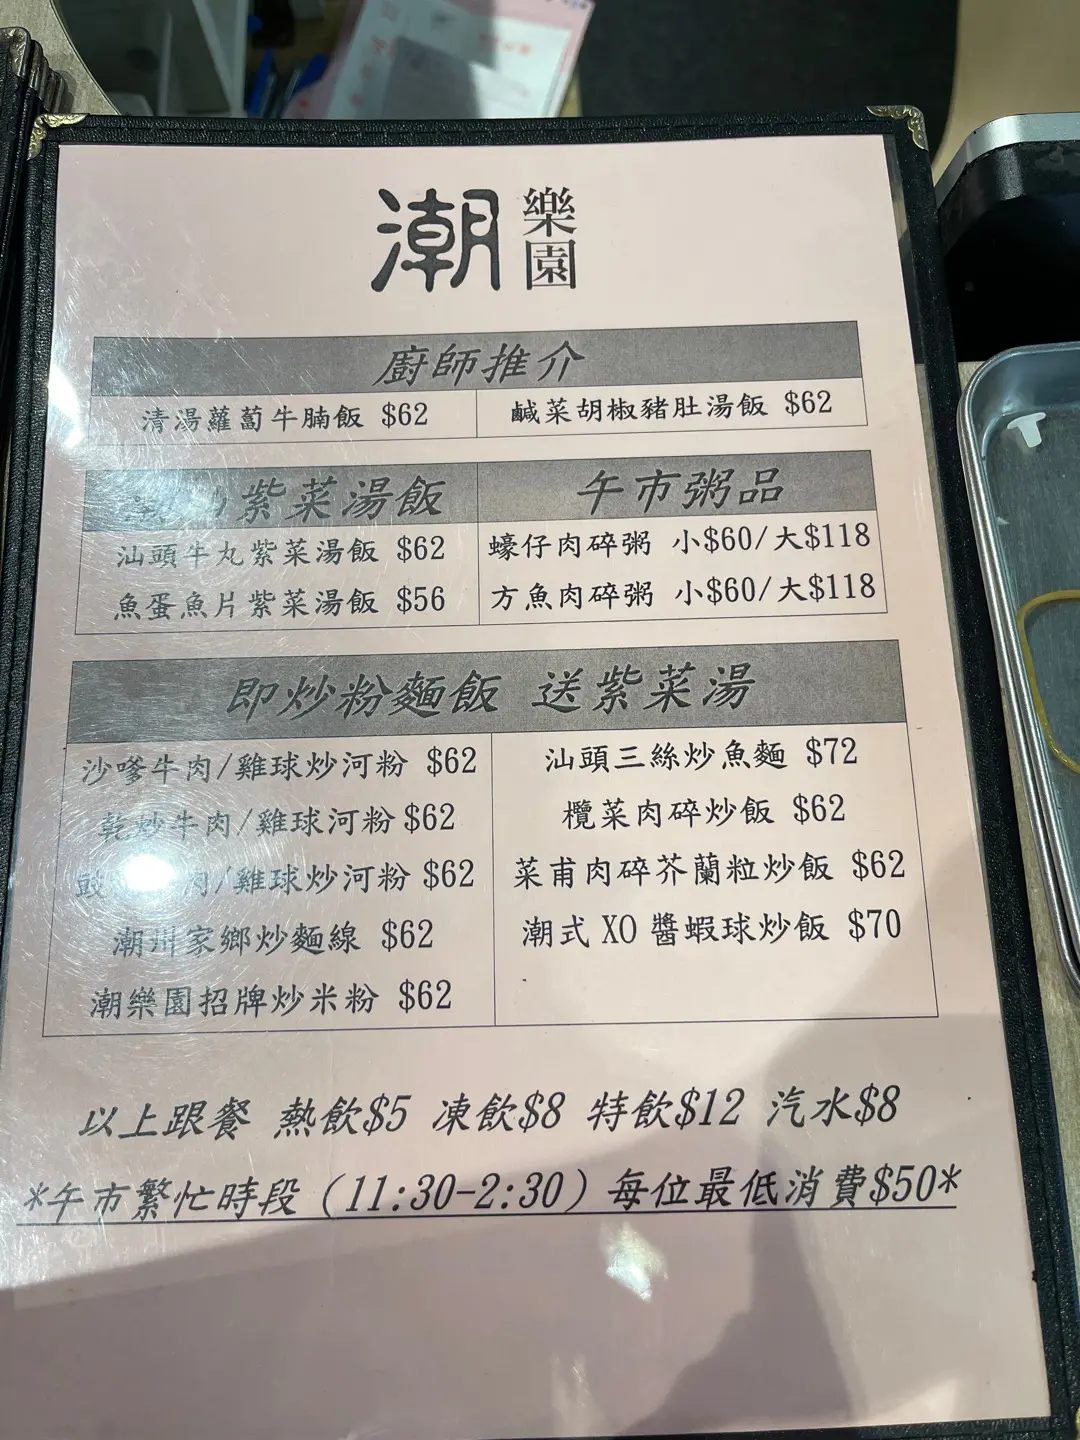 潮樂園
廚師推介
清湯蘿蔔牛腩飯 $62
鹹菜胡椒豬肚湯飯 $62
紫菜湯飯
汕頭牛丸紫菜湯飯 $62
魚蛋魚片紫菜湯飯 $56
午市粥品
蠔仔肉碎粥 小$60/大$118
方魚肉碎粥 小$60/大$118
即炒粉麵飯 送紫菜湯
沙嗲牛肉/雞球炒河粉 $62
乾炒牛肉/雞球河粉 $62
豉 肉/雞球炒河粉 $62
潮州家鄉炒麵線 $62
潮樂園招牌炒米粉 $62
汕頭三絲炒魚麵 $72
欖菜肉碎炒飯 $62
菜甫肉碎芥蘭粒炒飯 $62
潮式 XO 醬蝦球炒飯 $70
以上跟餐 熱飲$5 凍飲$8 特飲$12 汽水$8
*午市繁忙時段（11:30-2:30）每位最低消費$50*